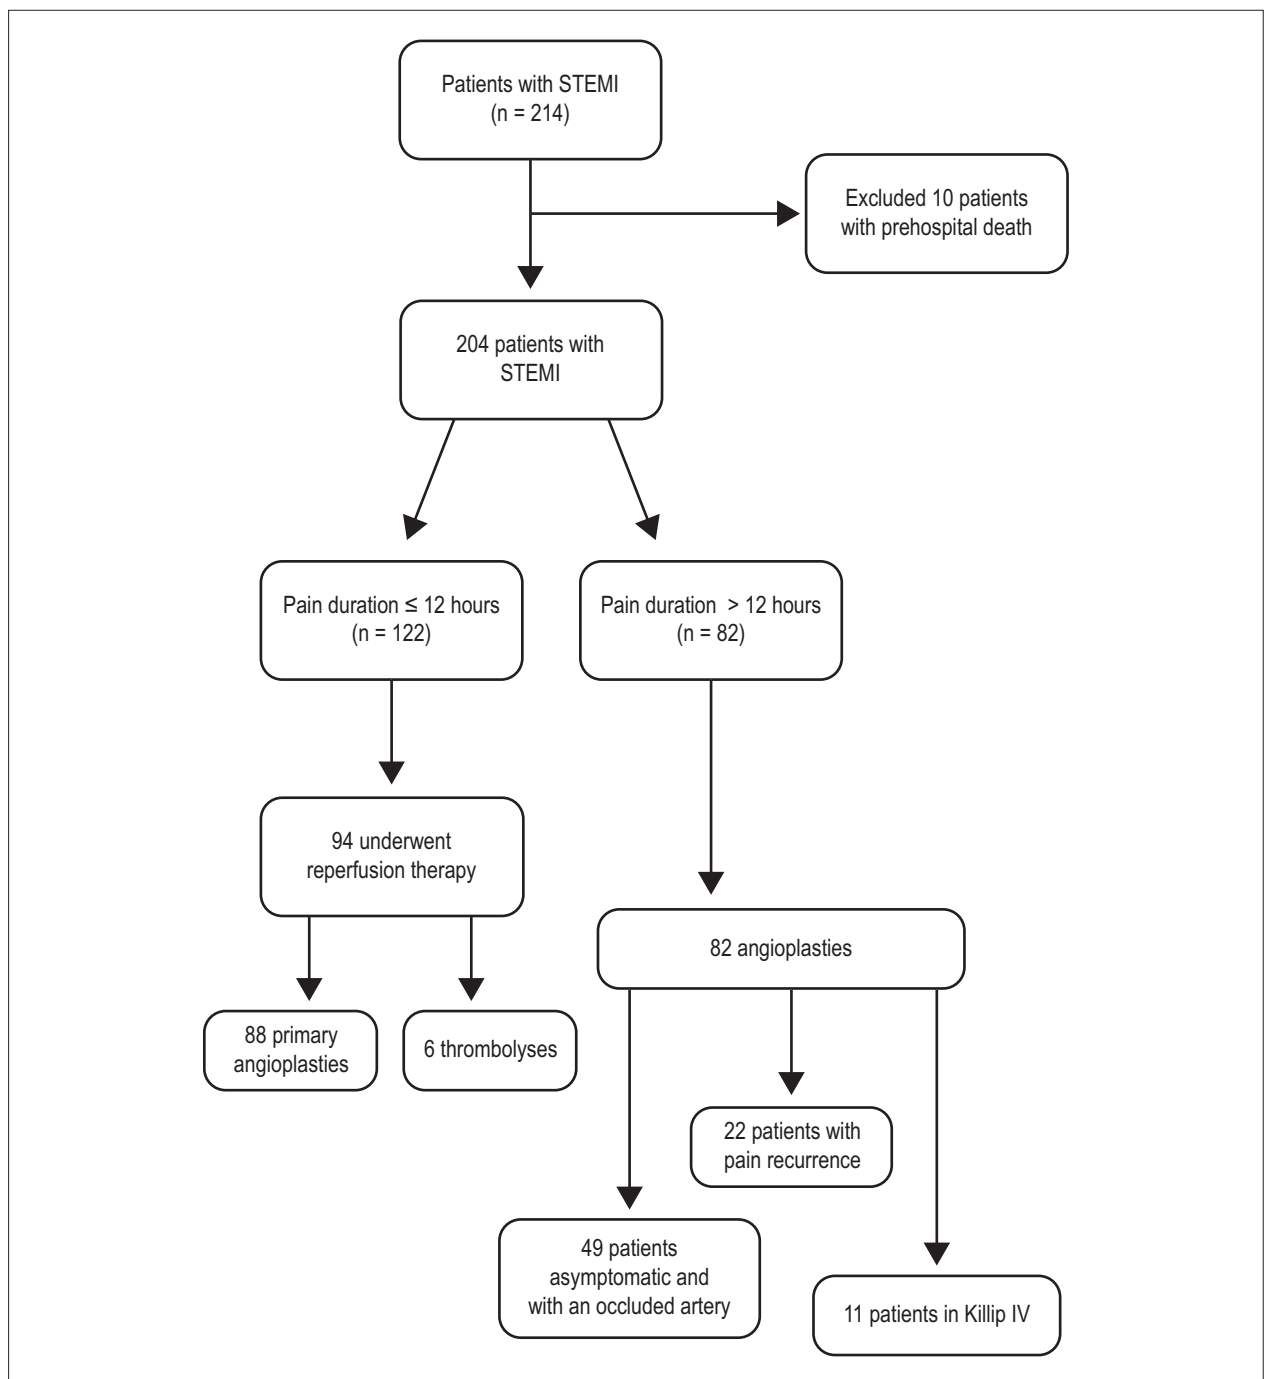 Patients with STEMI
(n = 214)
Excluded 10 patients
with prehospital death
204 patients with
STEMI
Pain duration ≤ 12 hours
(n = 122)
Pain duration > 12 hours
(n = 82)
94 underwent
reperfusion therapy
82 angioplasties
88 primary
angioplasties
6 thrombolyses
22 patients with
pain recurrence
49 patients
asymptomatic and
with an occluded artery
11 patients in Killip IV